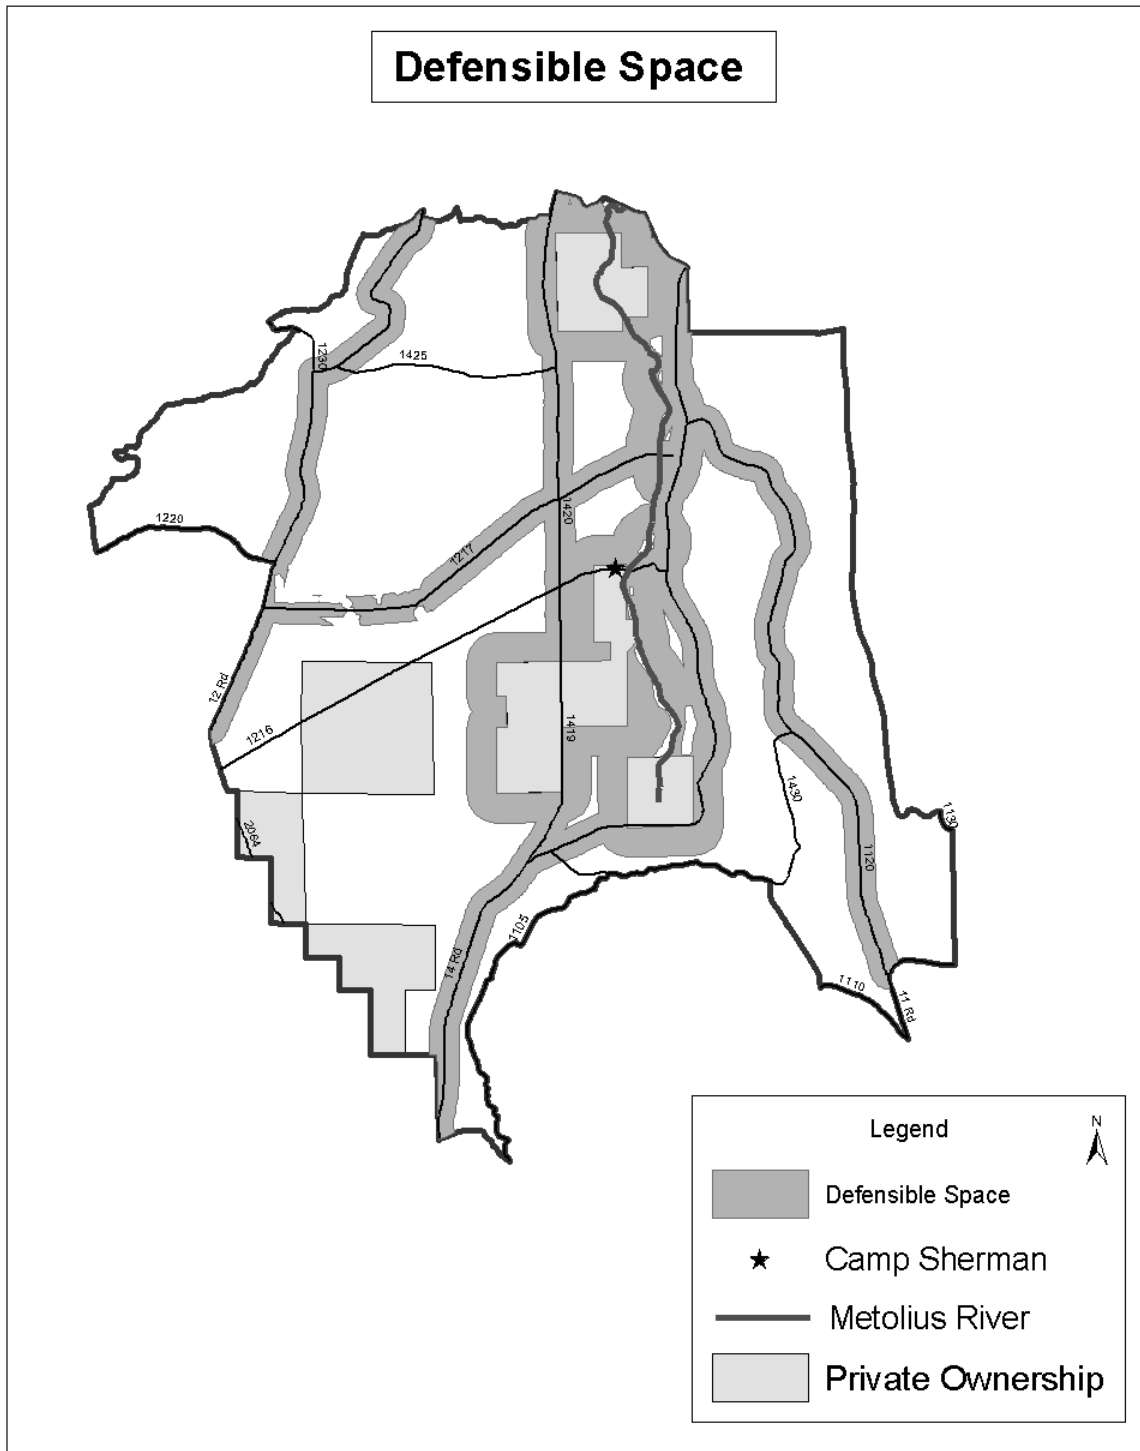 Defensible Space
1230
1425
1220
1420
1217
12 Rd
1216
1419
1430
2064
1130
1120
14 Rd
1105
1110
11 Rd
Legend
N
Defensible Space
Camp Sherman
Metolius River
Private Ownership